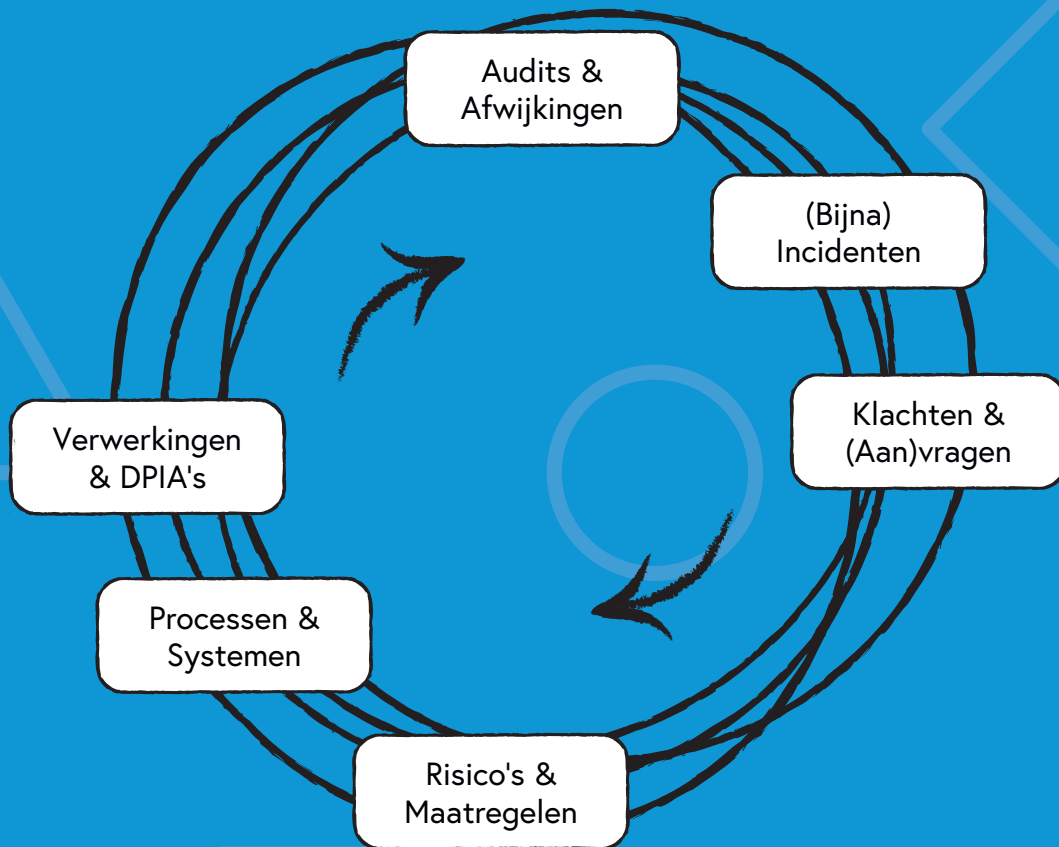 Audits &
Afwijkingen
(Bijna)
Incidenten
Klachten &
(Aan)vragen
Verwerkingen
& DPIA's
Processen &
Systemen
Risico's &
Maatregelen